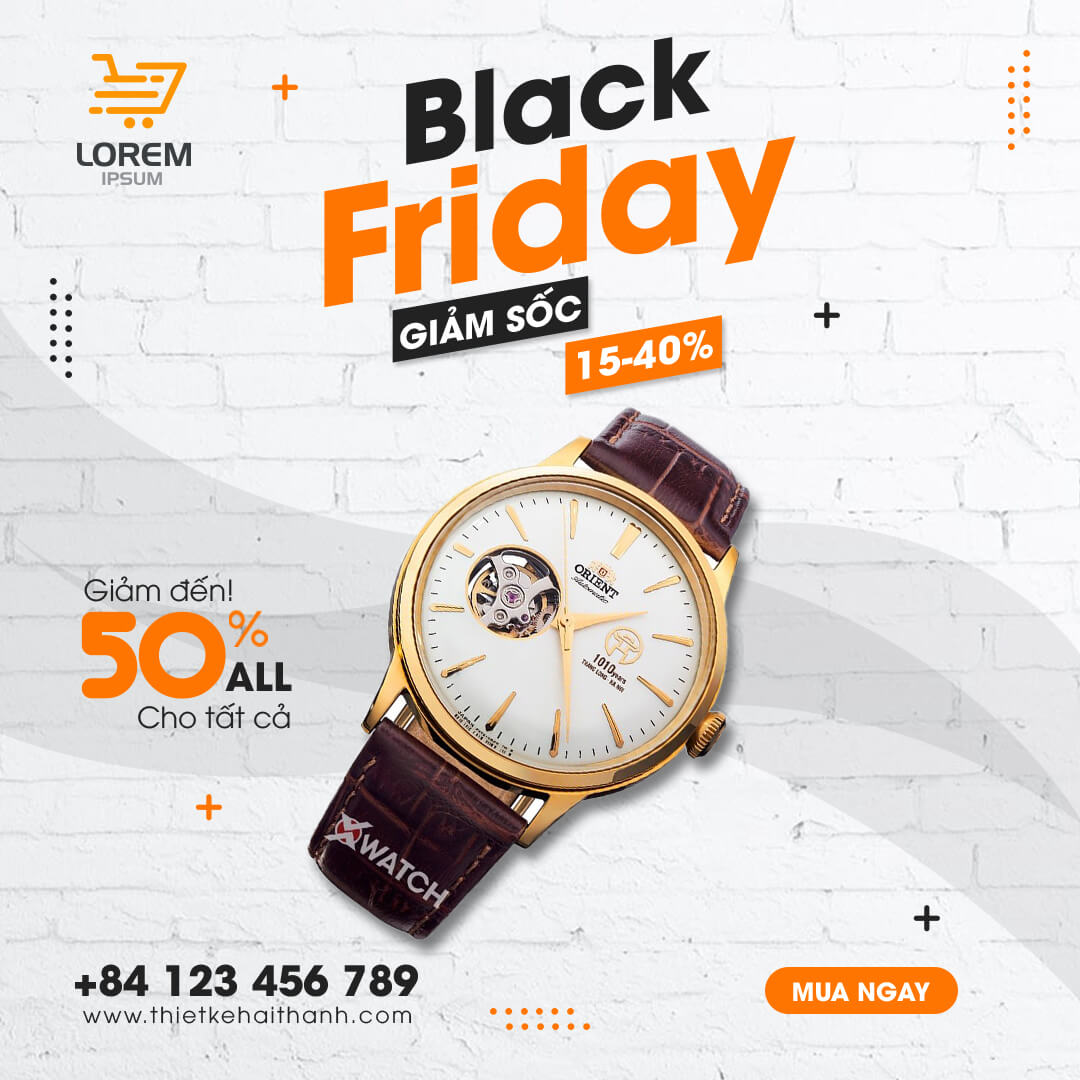 LOREM
IPSUM
Black
Friday
GIẢM SỐC
15-40%
Giảm đến!
50%
ALL
Cho tất cả
ORIENT
Automatic
1010 years
THANG LONG - HA NOI
XWATCH
+84 123 456 789
www.thietkehaithanh.com
MUA NGAY